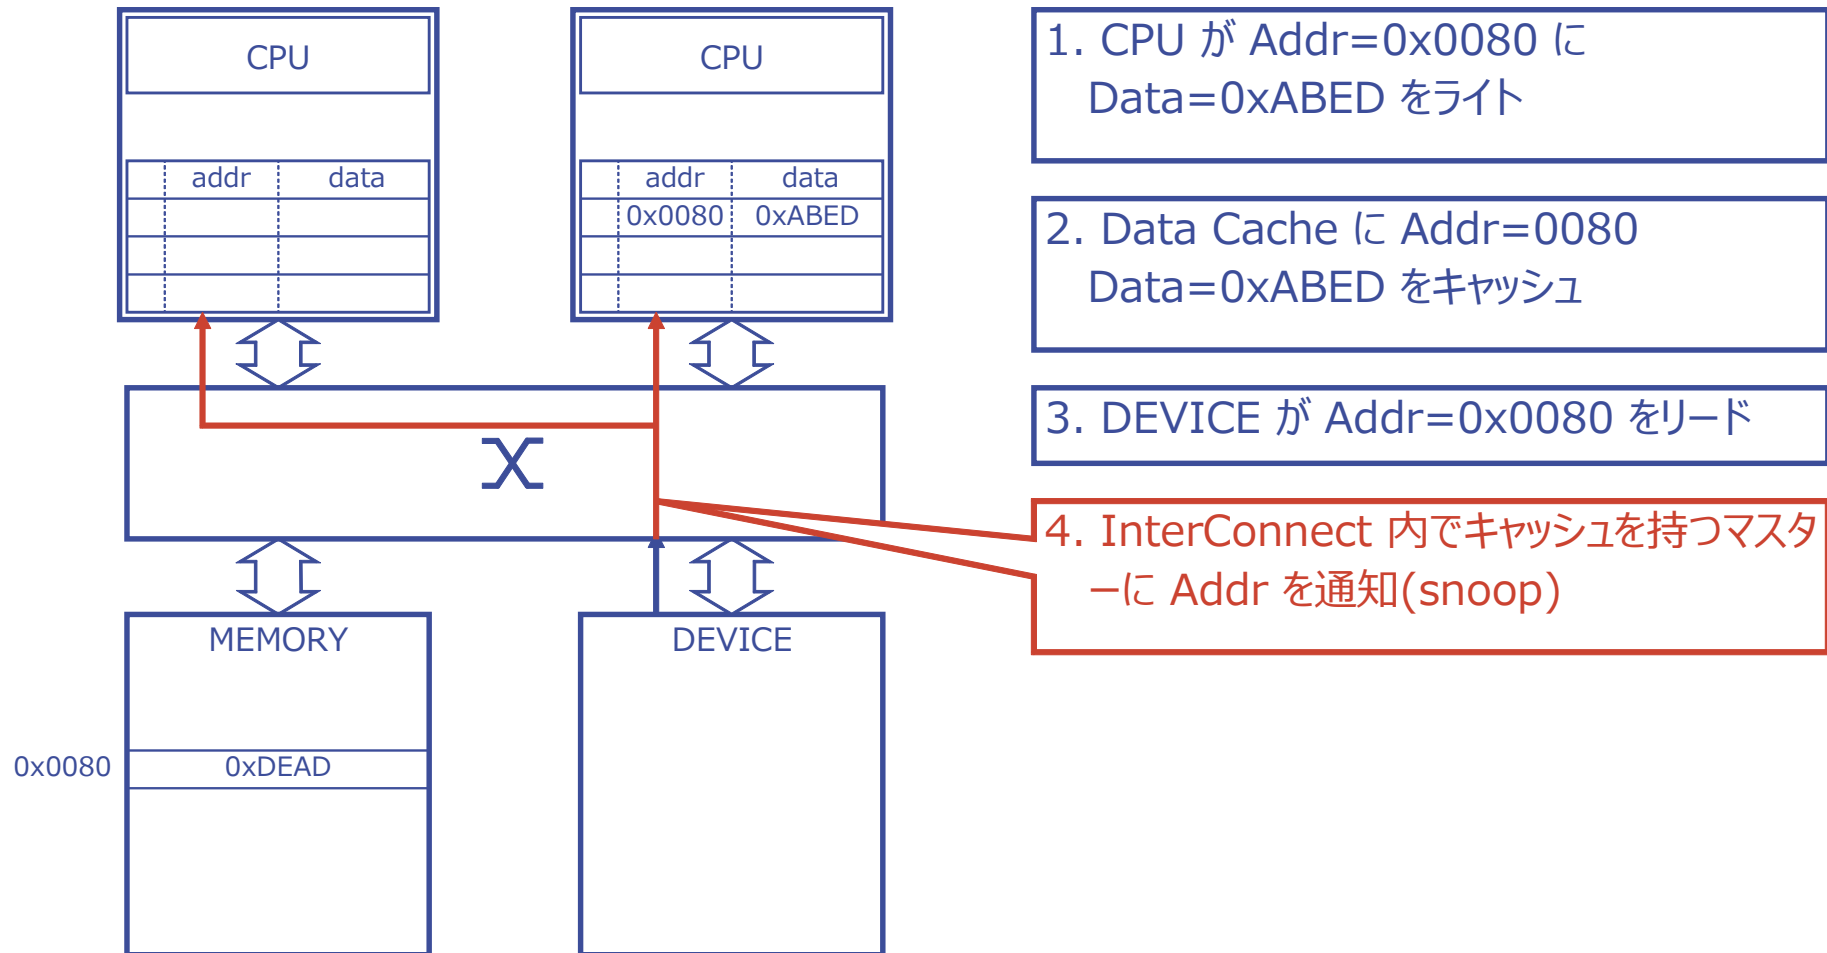 CPU
addr data
CPU
addr data
0x0080 0xABED
MEMORY
0x0080 0xDEAD
DEVICE
1. CPU が Addr=0x0080 に
Data=0xABED をライト
2. Data Cache に Addr=0080
Data=0xABED をキャッシュ
3. DEVICE が Addr=0x0080 をリード
4. InterConnect 内でキャッシュを持つマスタ
ーに Addr を通知(snoop)